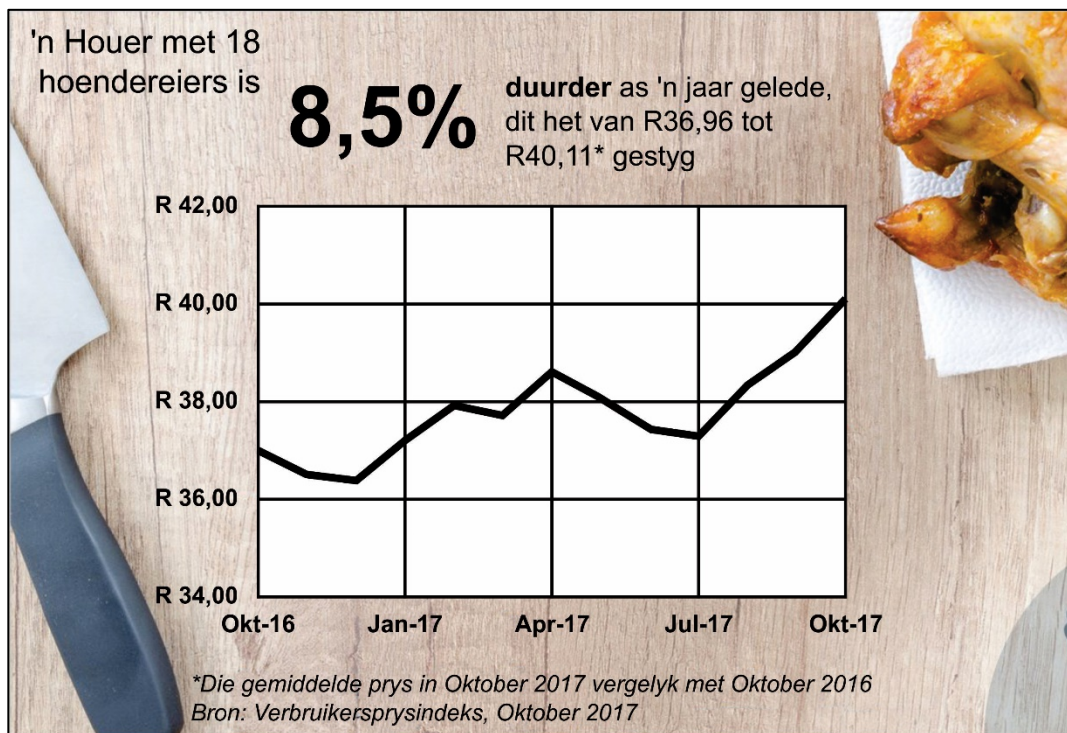 'n Houer met 18
hoendereiers is
8,5%
duurder as 'n jaar gelede,
dit het van R36,96 tot
R40,11* gestyg
R 42,00
R 40,00
R 38,00
R 36,00
R 34,00
Okt-16 Jan-17 Apr-17 Jul-17 Okt-17
*Die gemiddelde prys in Oktober 2017 vergelyk met Oktober 2016
Bron: Verbruikersprysindeks, Oktober 2017